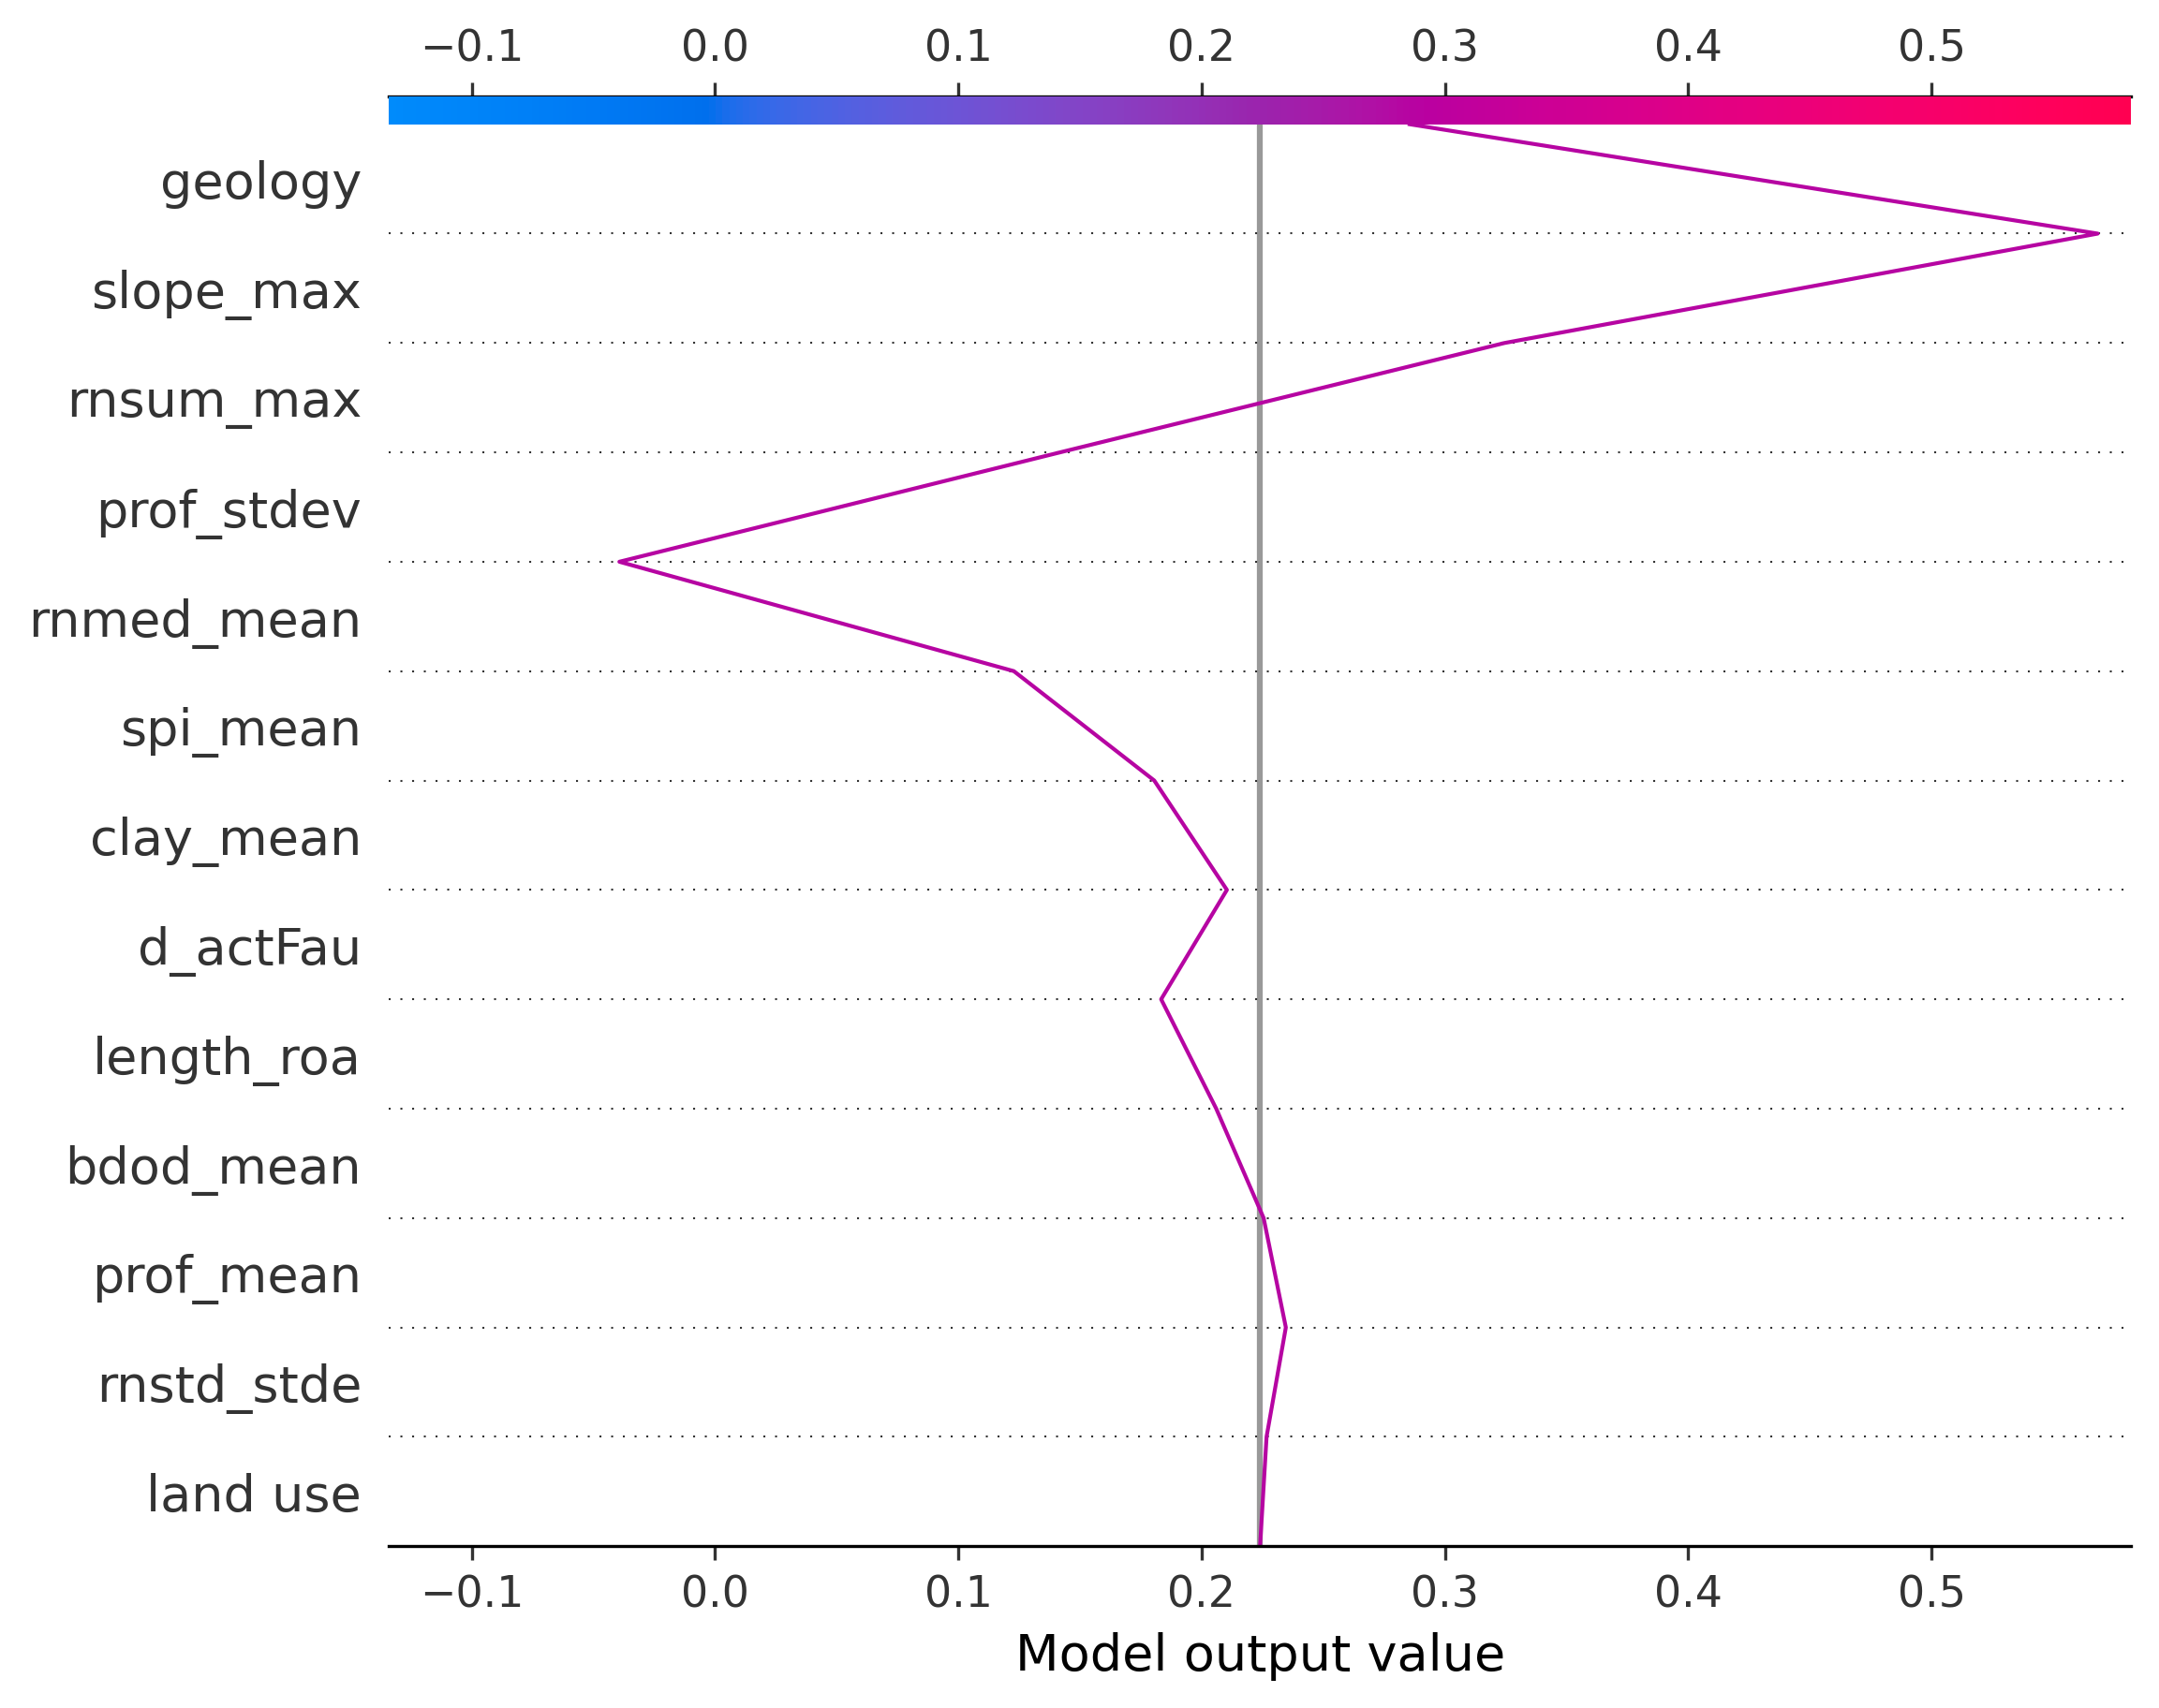 −0.1 0.0 0.1 0.2 0.3 0.4 0.5
geology
slope_max
rnsum_max
prof_stdev
rnmed_mean
spi_mean
clay_mean
d_actFau
length_roa
bdod_mean
prof_mean
rnstd_stde
land use
−0.1 0.0 0.1 0.2 0.3 0.4 0.5
Model output value